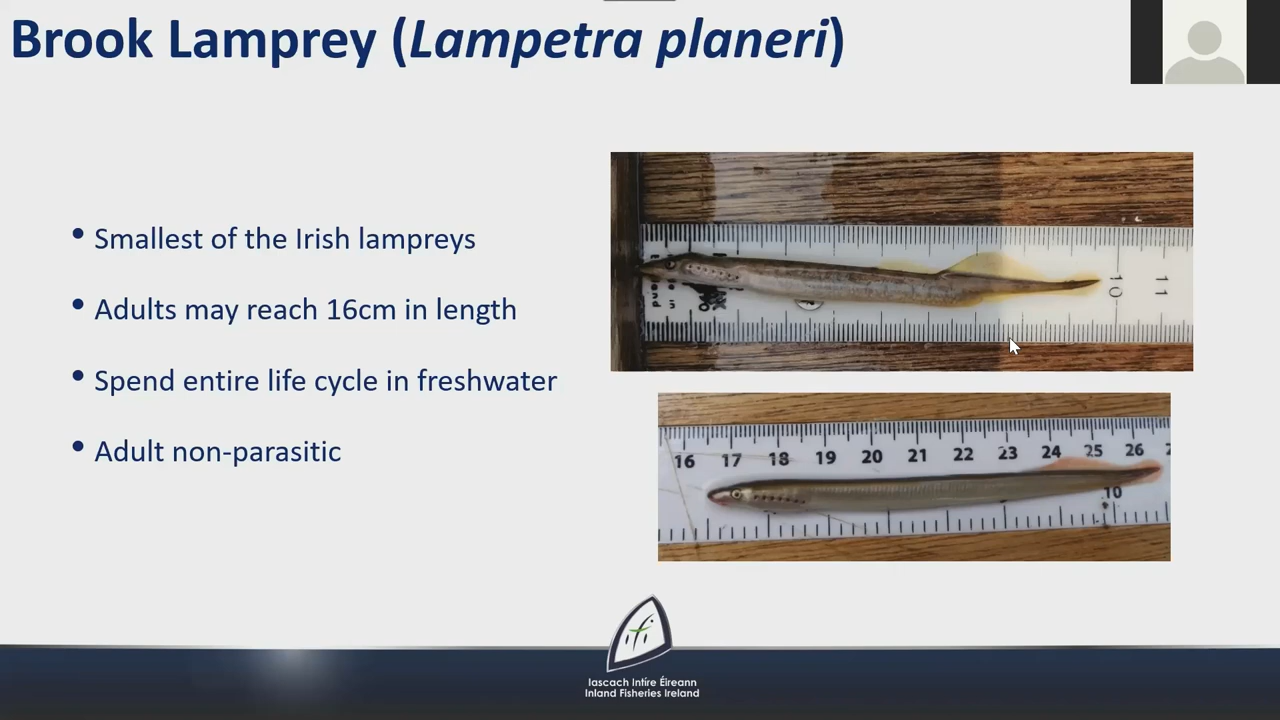 Brook Lamprey (Lampetra planeri)
• Smallest of the Irish lampreys
• Adults may reach 16cm in length
• Spend entire life cycle in freshwater
• Adult non-parasitic
10 11
16 17 18 19 20 21 22 23 24 25 26
10
ifi
Iascach Intíre Éireann
Inland Fisheries Ireland